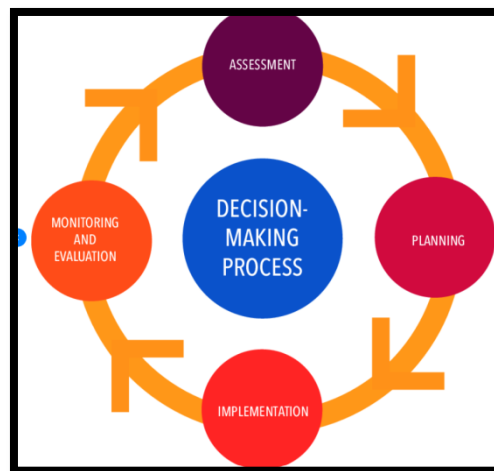 ASSESSMENT
DECISION-
MAKING
PROCESS
PLANNING
MONITORING
AND
EVALUATION
IMPLEMENTATION